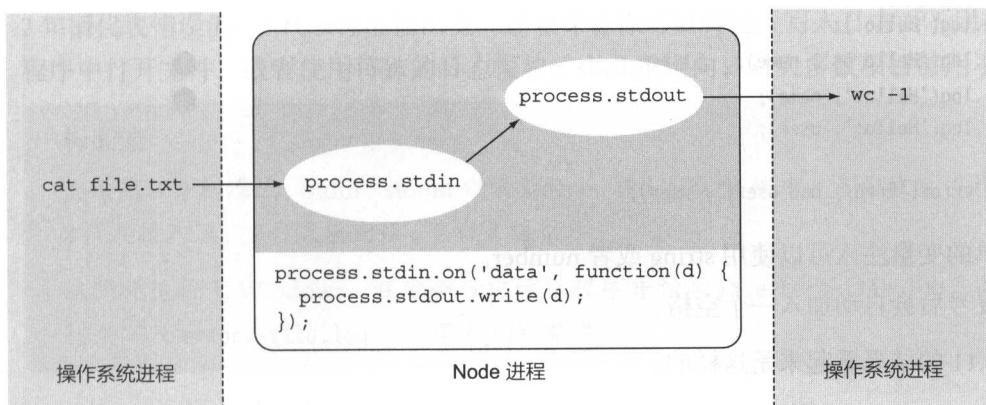 process.stdout
wc -1
cat file.txt
process.stdin
process.stdin.on('data', function(d) {
process.stdout.write(d);
});
操作系统进程
Node 进程
操作系统进程